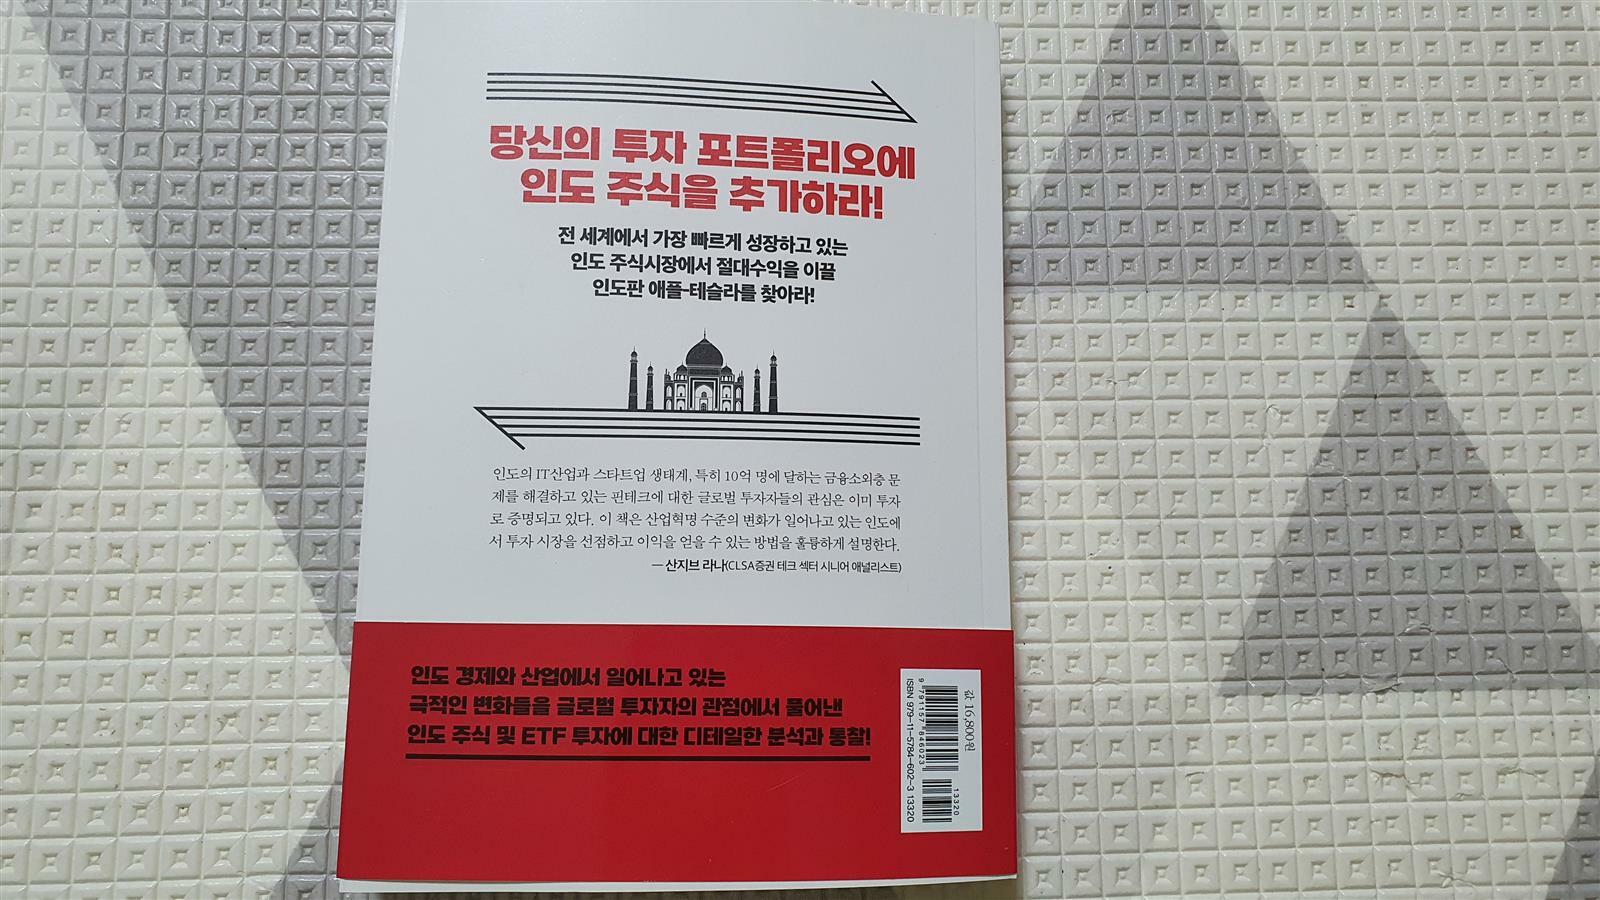 당신의 투자 포트폴리오에
인도 주식을 추가하라!
전 세계에서 가장 빠르게 성장하고 있는
인도 주식시장에서 절대수익을 이끌
인도판 애플-테슬라를 찾아라!
인도의 IT산업과 스타트업 생태계, 특히 10억 명에 달하는 금융소외층 문
제를 해결하고 있는 핀테크에 대한 글로벌 투자자들의 관심은 이미 투자
로 증명되고 있다. 이 책은 산업혁명 수준의 변화가 일어나고 있는 인도에
서 투자 시장을 선점하고 이익을 얻을 수 있는 방법을 훌륭하게 설명한다.
— 산지브 라나(CLSA증권 테크 섹터 시니어 애널리스트)
인도 경제와 산업에서 일어나고 있는
극적인 변화들을 글로벌 투자자의 관점에서 풀어낸
인도 주식 및 ETF 투자에 대한 디테일한 분석과 통찰!
값 16,800원
13320
9 791157 846023
ISBN 979-11-5784-602-3 13320